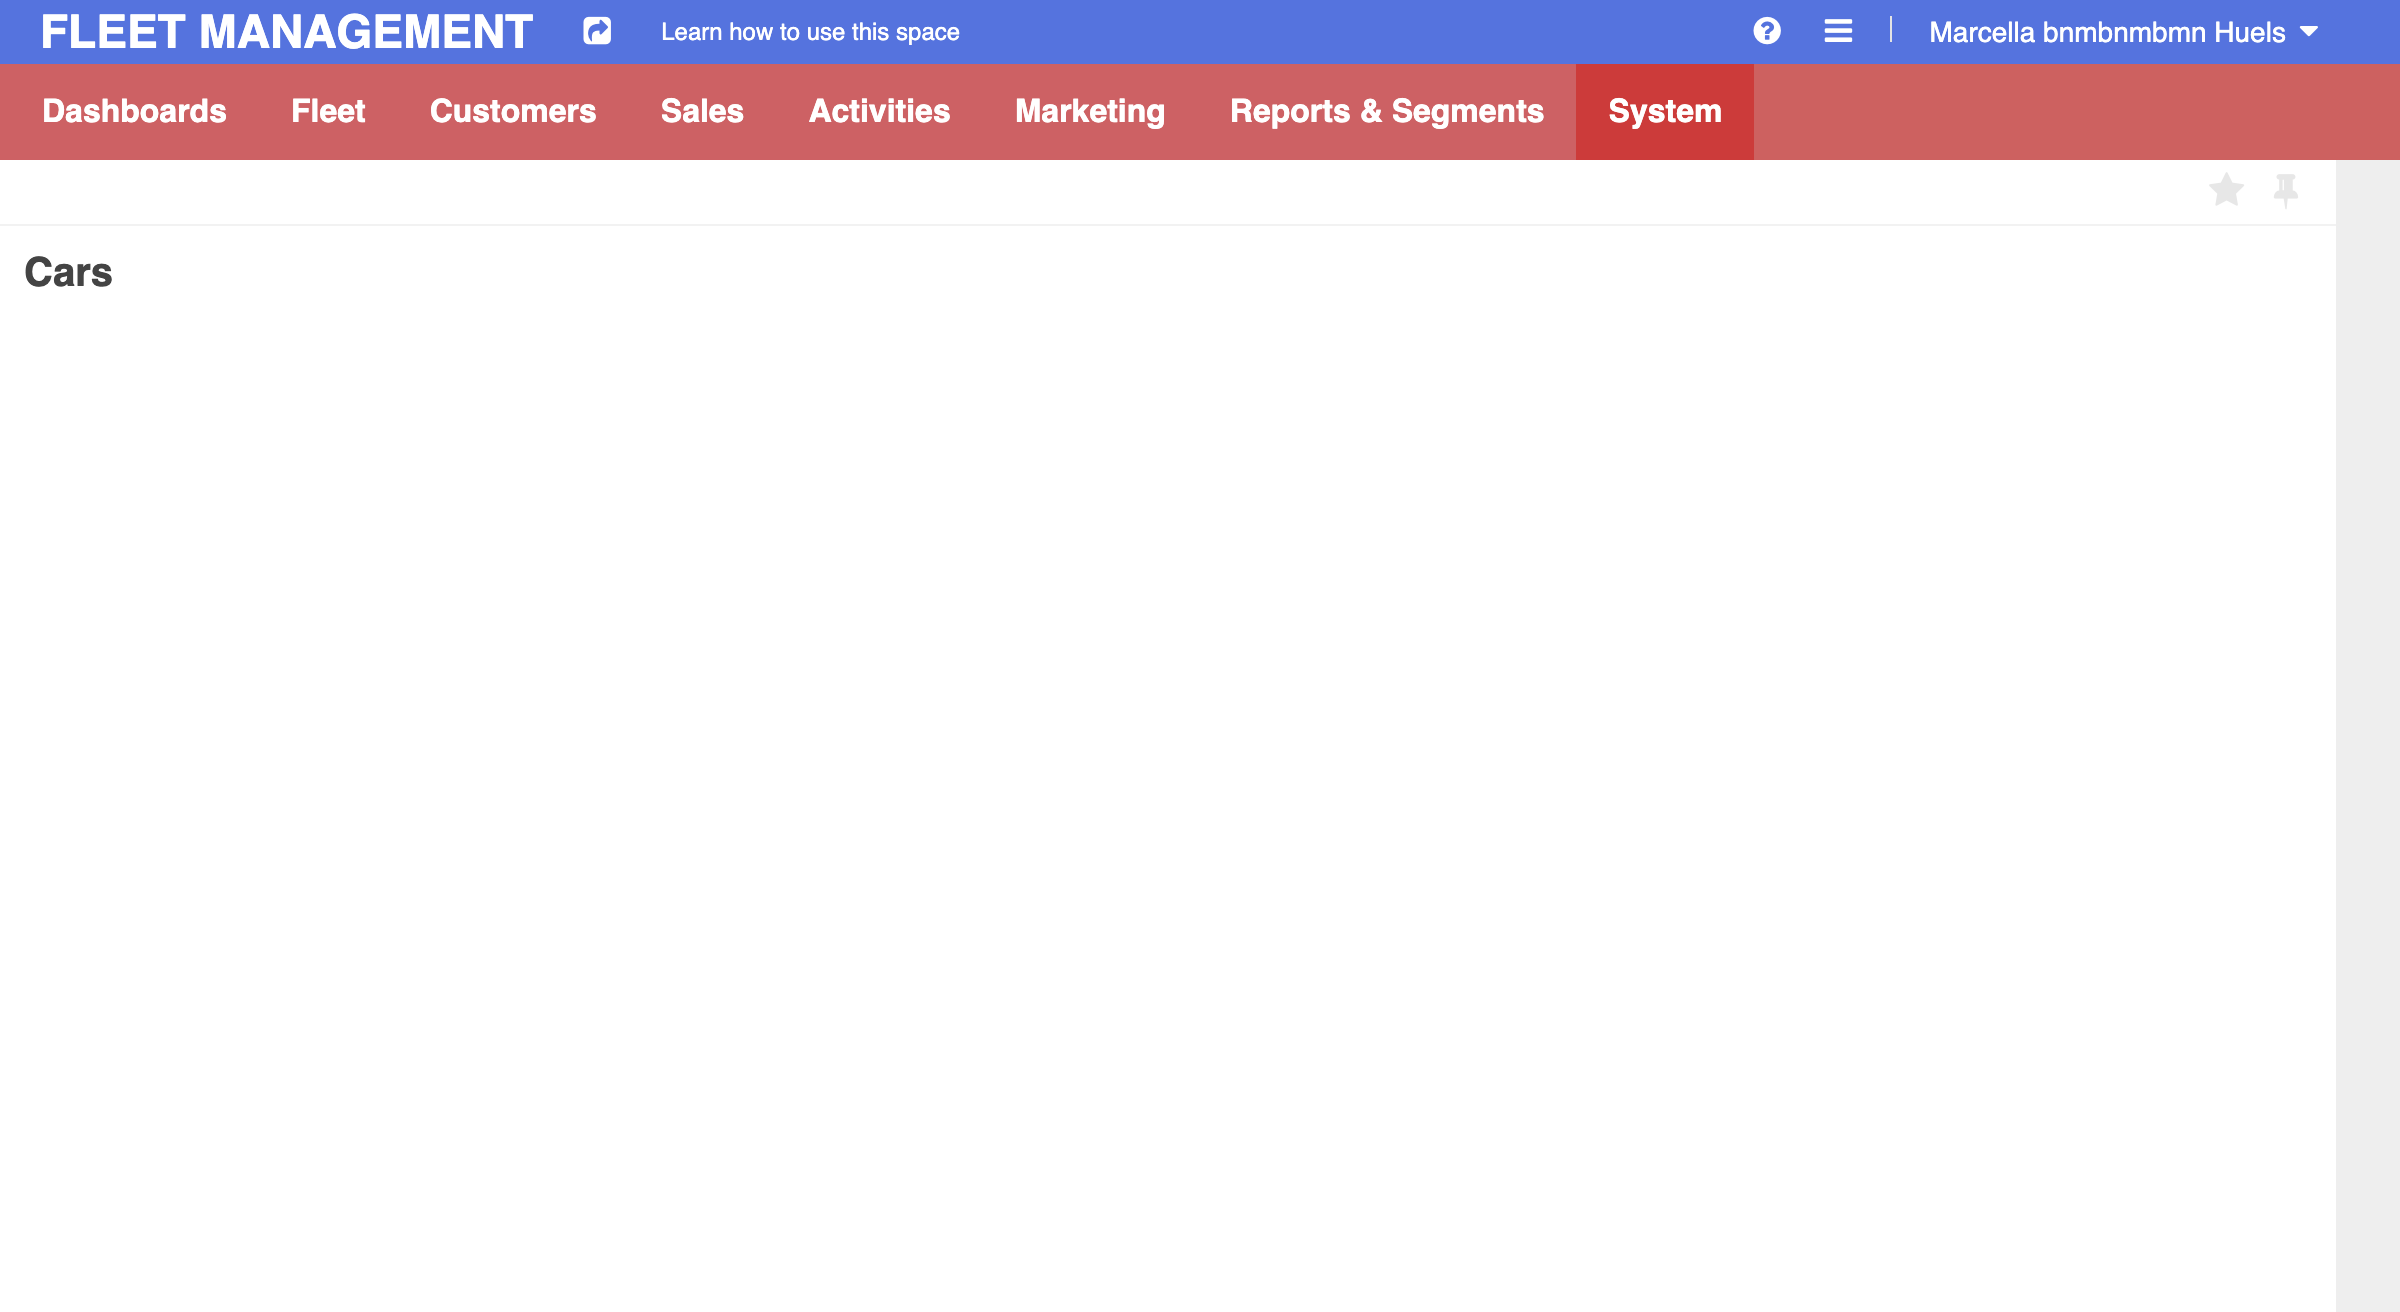 FLEET MANAGEMENT Learn how to use this space Marcella bnmbnmbmn Huels
Dashboards Fleet Customers Sales Activities Marketing Reports & Segments System
Cars